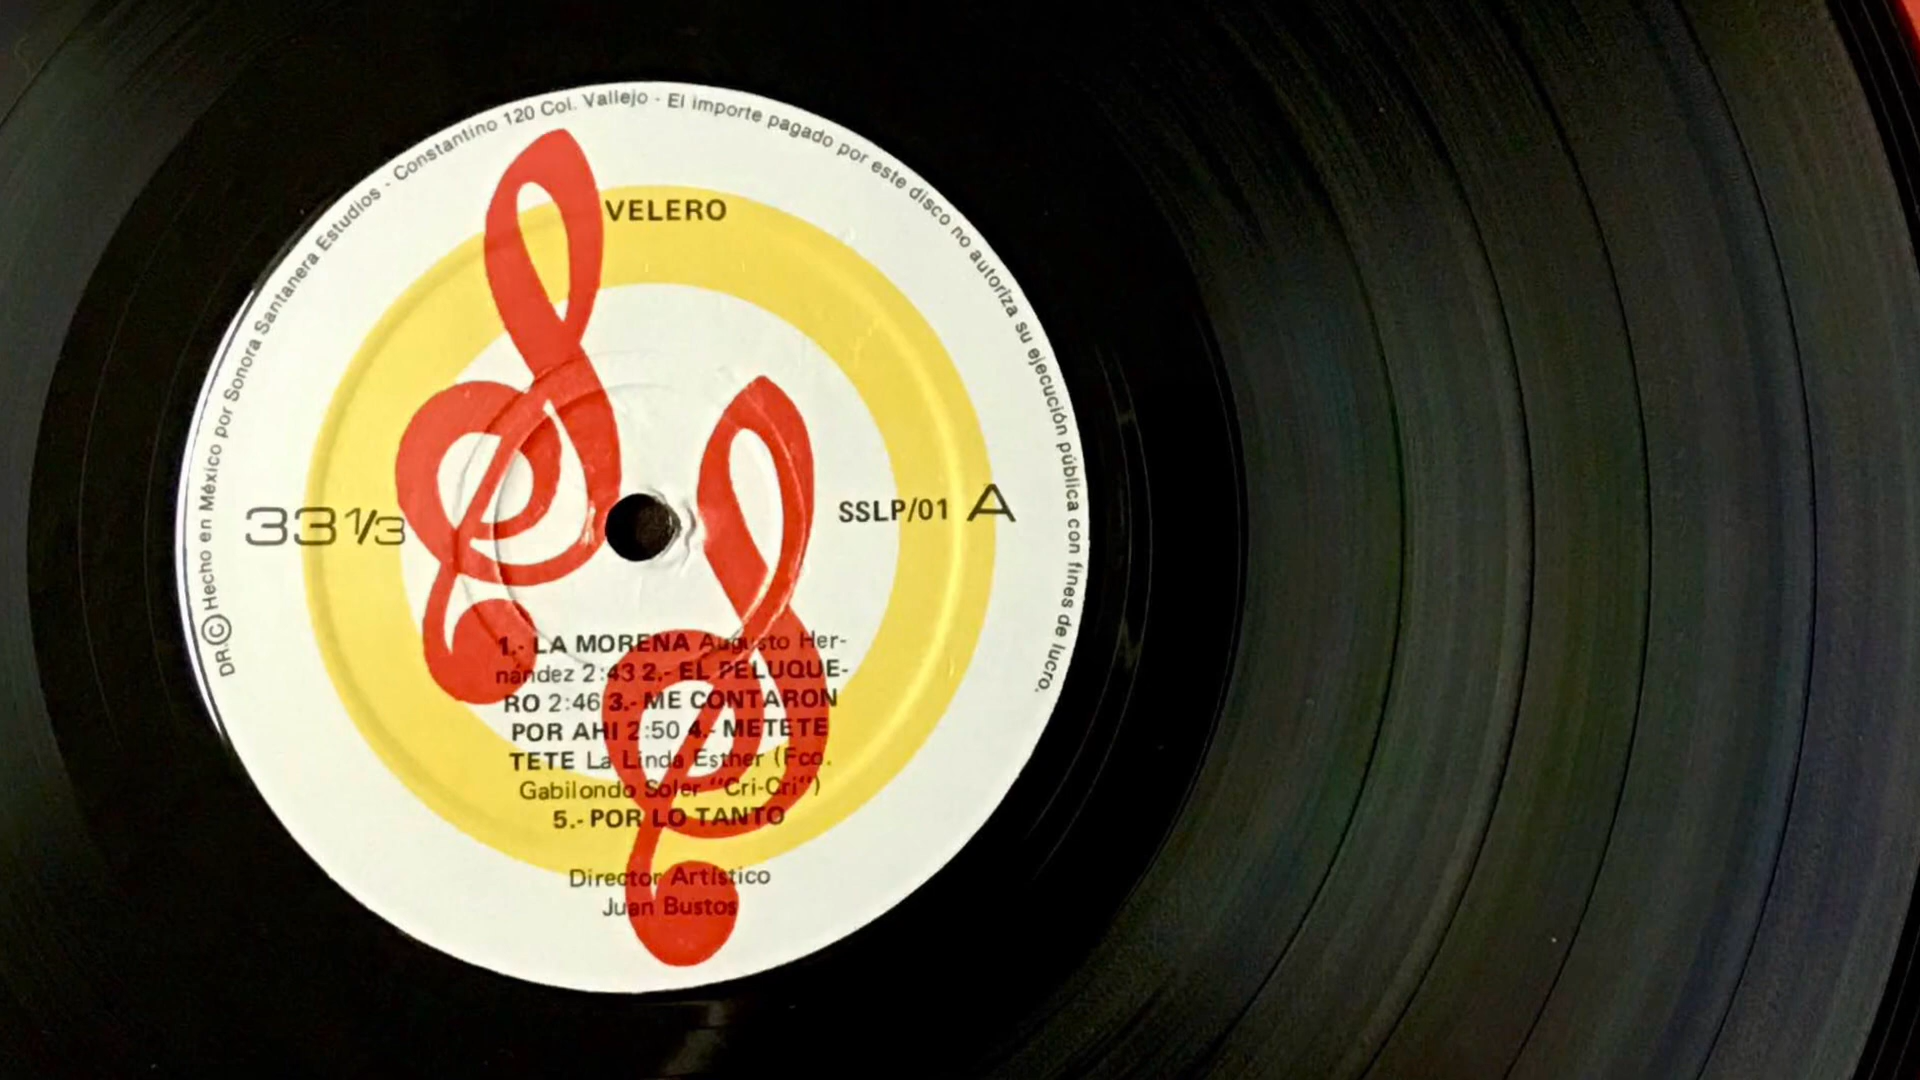 DR.© Hecho en México por Sonora Santanera Estudios - Constantino 120 Col. Vallejo - El importe pagado por este disco no autoriza su ejecución pública con fines de lucro.
VELERO
33 1/3
SSLP/01 A
1.- LA MORENA Augusto Her-
nández 2:43 2.- EL PELUQUE-
RO 2:46 3.- ME CONTARON
POR AHI 2:50 4.- METETE
TETE La Linda Esther (Fco.
Gabilondo Soler "Cri-Cri")
5.- POR LO TANTO
Director Artístico
Juan Bustos